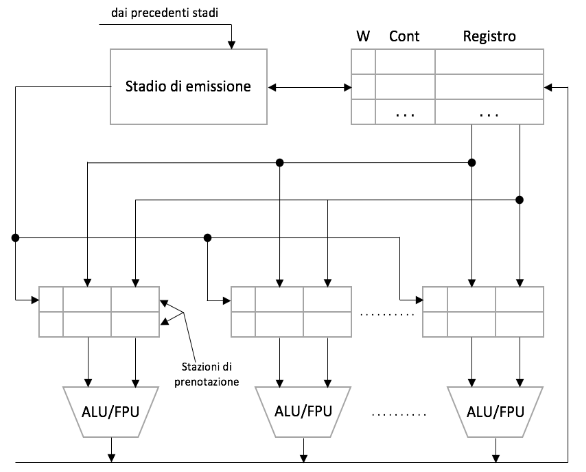 dai precedenti stadi
W Cont Registro
Stadio di emissione
... ...
..........
Stazioni di
prenotazione
ALU/FPU ALU/FPU .......... ALU/FPU